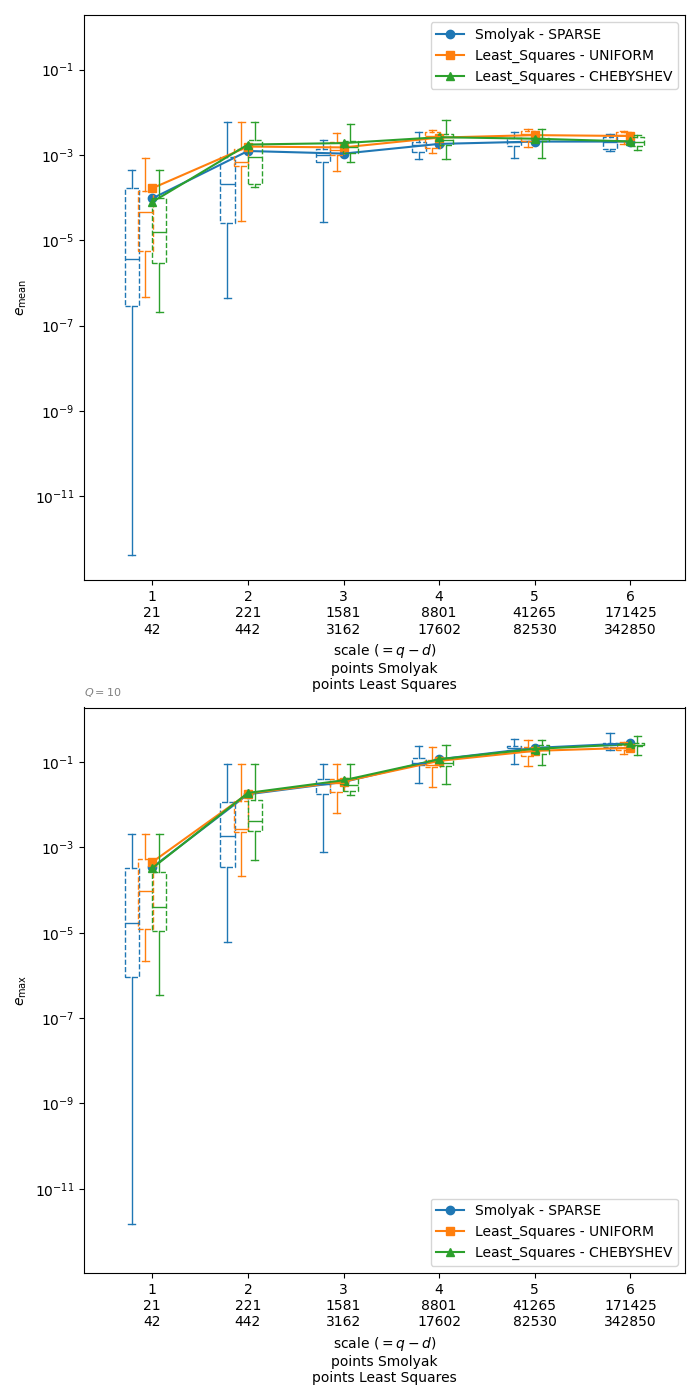 Smolyak - SPARSE
Least_Squares - UNIFORM
Least_Squares - CHEBYSHEV
10⁻¹
10⁻³
10⁻⁵
10⁻⁷
10⁻⁹
10⁻¹¹
e_mean
1 2 3 4 5 6
21 221 1581 8801 41265 171425
42 442 3162 17602 82530 342850
scale (= q − d)
points Smolyak
points Least Squares
Q = 10
10⁻¹
10⁻³
10⁻⁵
10⁻⁷
10⁻⁹
10⁻¹¹
e_max
Smolyak - SPARSE
Least_Squares - UNIFORM
Least_Squares - CHEBYSHEV
1 2 3 4 5 6
21 221 1581 8801 41265 171425
42 442 3162 17602 82530 342850
scale (= q − d)
points Smolyak
points Least Squares